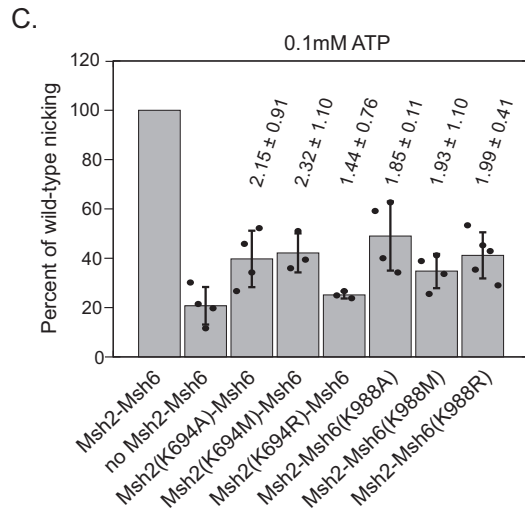 C.
0.1mM ATP
Percent of wild-type nicking
120
100
80
60
40
20
0
2.15 ± 0.91
2.32 ± 1.10
1.44 ± 0.76
1.85 ± 0.11
1.93 ± 1.10
1.99 ± 0.41
Msh2-Msh6
no Msh2-Msh6
Msh2(K694A)-Msh6
Msh2(K694M)-Msh6
Msh2(K694R)-Msh6
Msh2-Msh6(K988A)
Msh2-Msh6(K988M)
Msh2-Msh6(K988R)